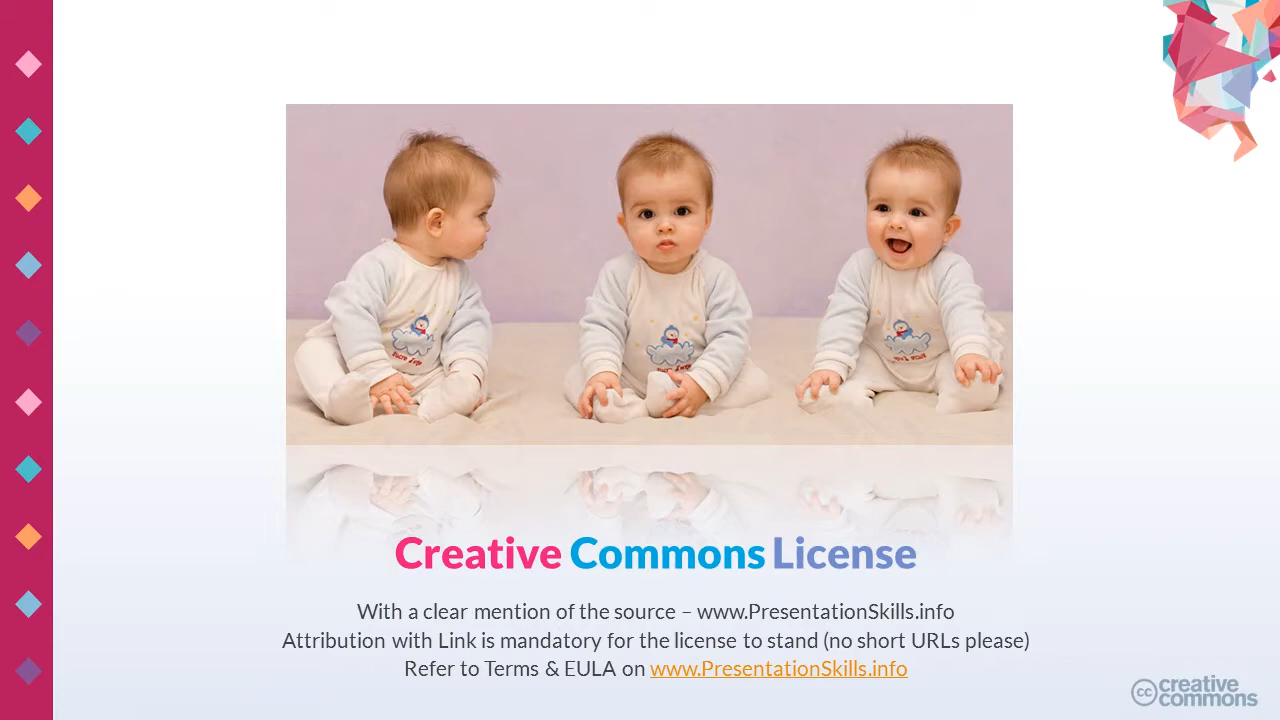 Creative Commons License
With a clear mention of the source – www.PresentationSkills.info
Attribution with Link is mandatory for the license to stand (no short URLs please)
Refer to Terms & EULA on www.PresentationSkills.info
cc creative
commons